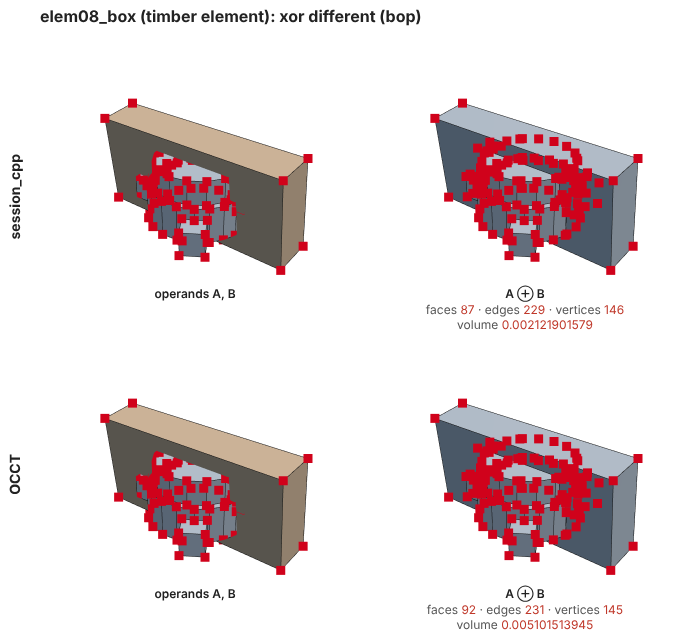 elem08_box (timber element): xor different (bop)
session_cpp
operands A, B
A ⊕ B
faces 87 · edges 229 · vertices 146
volume 0.002121901579
OCCT
operands A, B
A ⊕ B
faces 92 · edges 231 · vertices 145
volume 0.005101513945